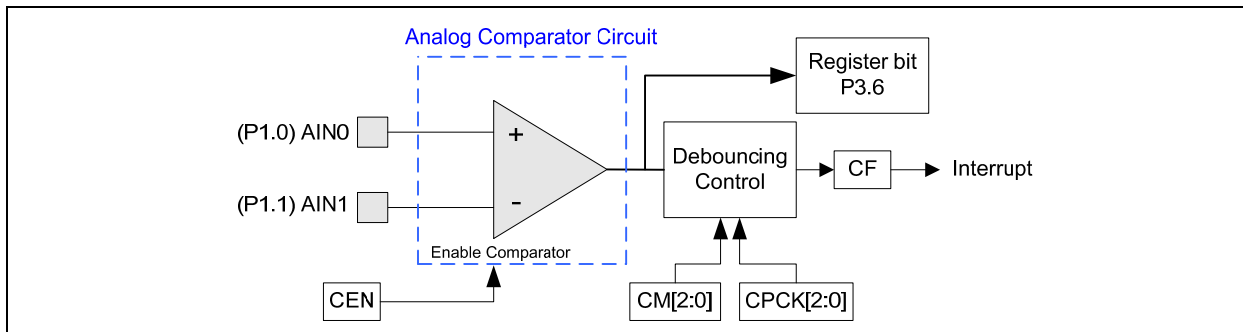 Analog Comparator Circuit
Register bit
P3.6
(P1.0) AIN0
+
Debouncing
Control
CF
Interrupt
(P1.1) AIN1
-
Enable Comparator
CEN
CM[2:0]
CPCK[2:0]